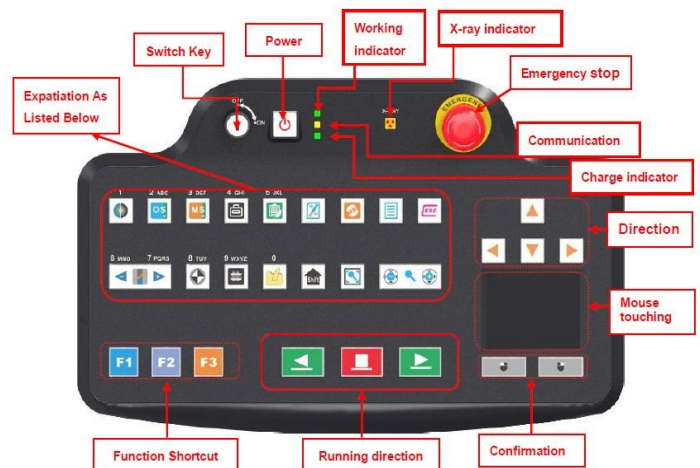 Switch Key
Power
Working
indicator
X-ray indicator
Emergency stop
Expatiation As
Listed Below
OFF
ON
X-RAY
EMERGENCY
Communication
Charge indicator
1
2 ABC
3 DEF
4 GHI
5 JKL
OS
MS
ESC
Direction
6 MNO
7 PQRS
8 TUV
9 WXYZ
0
Shift
Mouse
touching
F1
F2
F3
Function Shortcut
Running direction
Confirmation